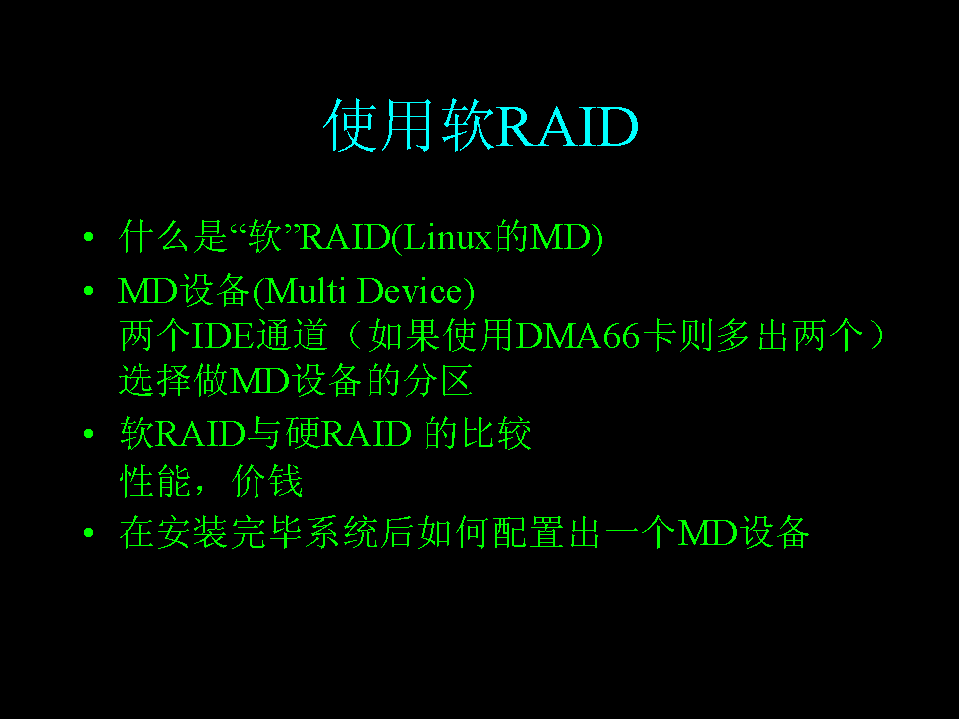 使用软RAID
• 什么是“软”RAID(Linux的MD)
• MD设备(Multi Device)
两个IDE通道（如果使用DMA66卡则多出两个）
选择做MD设备的分区
• 软RAID与硬RAID 的比较
性能，价钱
• 在安装完毕系统后如何配置出一个MD设备